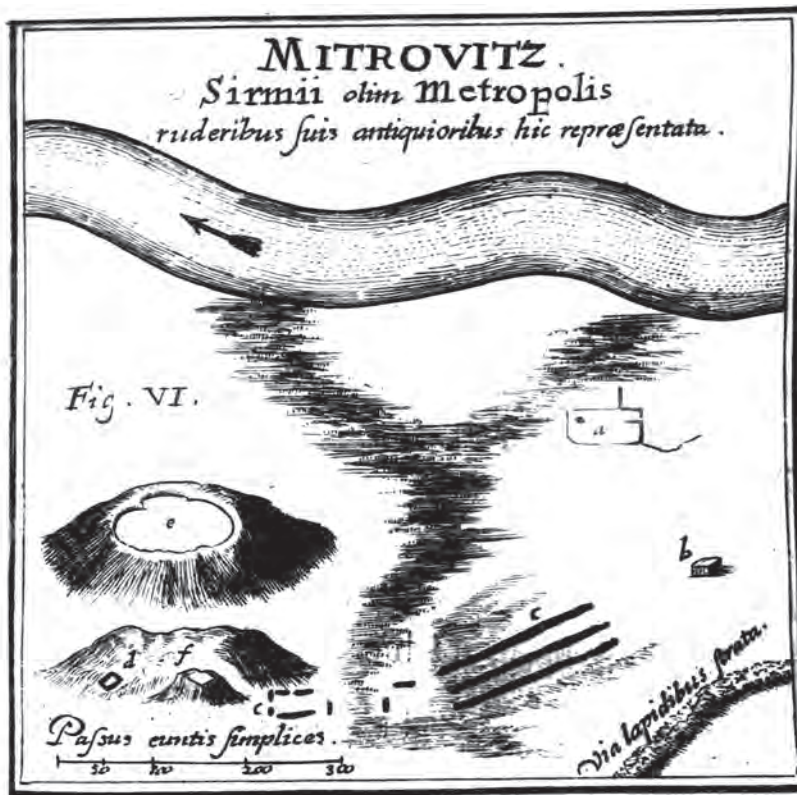 MITROVITZ.
Sirmii olim Metropolis
ruderibus suis antiquioribus hic repræsentata.
Fig. VI.
a
e
b
c
d f
c
Via lapidibus strata.
Passus euntis simplices.
50 100 200 300